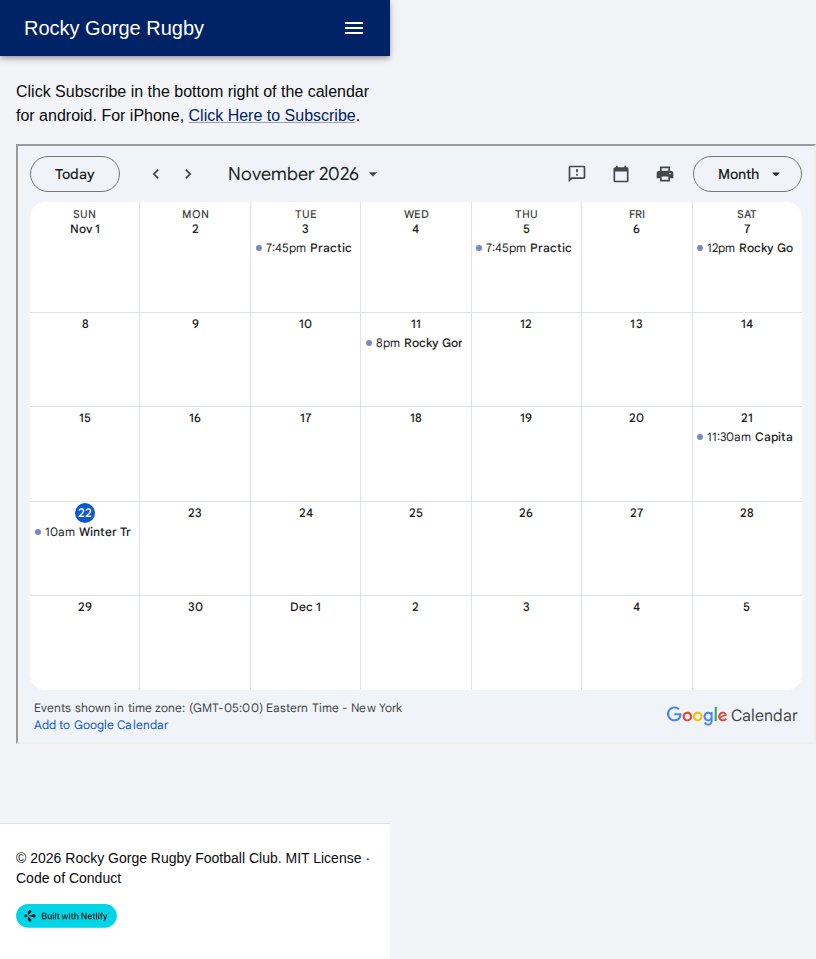 Rocky Gorge Rugby
Click Subscribe in the bottom right of the calendar
for android. For iPhone, Click Here to Subscribe.
Today
November 2026
Month
SUN MON TUE WED THU FRI SAT
Nov 1 2 3 4 5 6 7
7:45pm Practic 7:45pm Practic 12pm Rocky Go
8 9 10 11 12 13 14
8pm Rocky Gor
15 16 17 18 19 20 21
11:30am Capita
22 23 24 25 26 27 28
10am Winter Tr
29 30 Dec 1 2 3 4 5
Events shown in time zone: (GMT-05:00) Eastern Time - New York
Add to Google Calendar
Google Calendar
© 2026 Rocky Gorge Rugby Football Club. MIT License ·
Code of Conduct
Built with Netlify